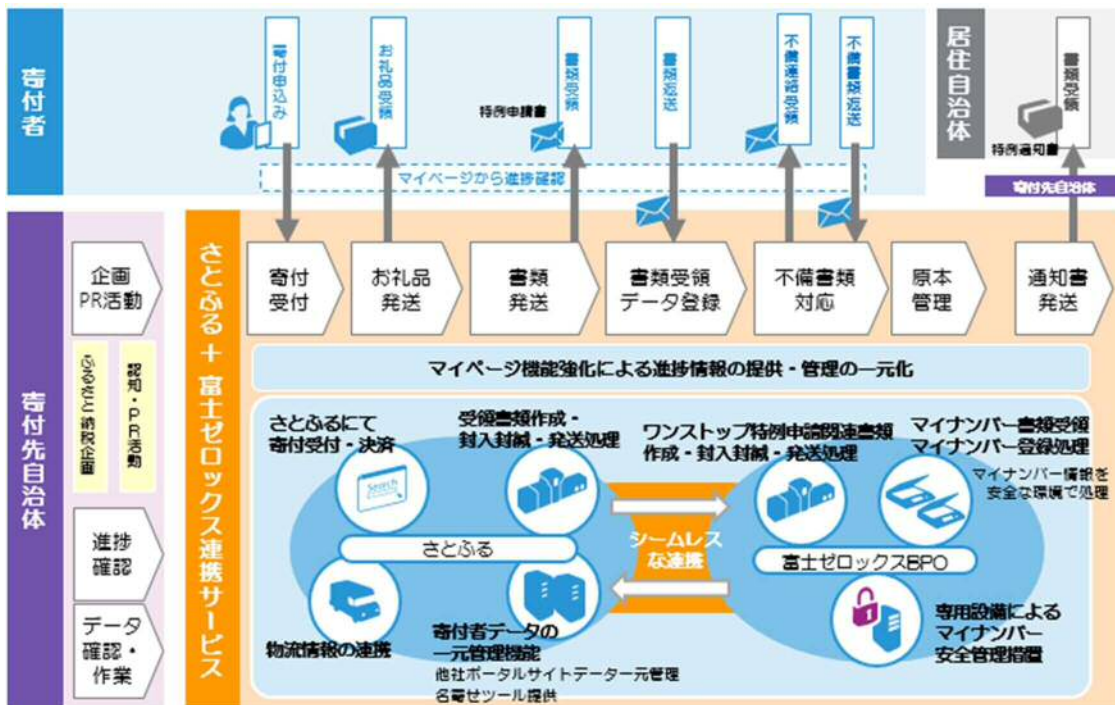 寄付者
寄付申込み
お礼品受領
特例申請書
書類受領
書類返送
不備連絡受領
不備書類返送
マイページから進捗確認
居住自治体
特例通知書
書類受領
寄付先自治体
寄付先自治体
企画
PR活動
ふるさと納税企画
認知・PR活動
進捗
確認
データ
確認・
作業
さとふる+富士ゼロックス連携サービス
寄付
受付
お礼品
発送
書類
発送
書類受領
データ登録
不備書類
対応
原本
管理
通知書
発送
マイページ機能強化による進捗情報の提供・管理の一元化
さとふるにて
寄付受付・決済
Search
受領書類作成・
封入封緘・発送処理
さとふる
物流情報の連携
寄付者データの
一元管理機能
他社ポータルサイトデータ一元管理
名寄せツール提供
シームレス
な連携
ワンストップ特例申請関連書類
作成・封入封緘・発送処理
マイナンバー書類受領
マイナンバー登録処理
マイナンバー情報を
安全な環境で処理
富士ゼロックスBPO
専用設備による
マイナンバー
安全管理措置